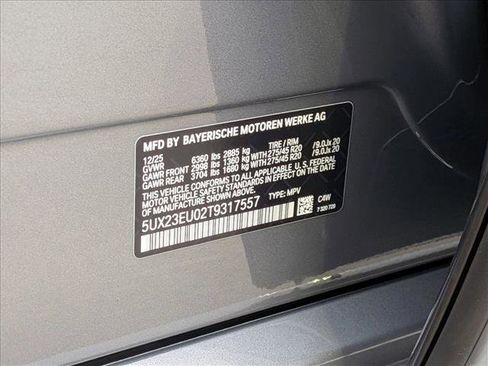 MFD BY BAYERISCHE MOTOREN WERKE AG
12/25 TIRE / RIM
GVWR 6360 lbs 2885 kg
GAWR FRONT 2998 lbs 1360 kg WITH 275/45 R20 / 9.0Jx 20
GAWR REAR 3704 lbs 1680 kg WITH 275/45 R20 / 9.0Jx 20
THIS VEHICLE CONFORMS TO ALL APPLICABLE U.S. FEDERAL
MOTOR VEHICLE SAFETY STANDARDS IN EFFECT ON THE DATE OF
MANUFACTURE SHOWN ABOVE.
5UX23EU02T9317557 TYPE: MPV
C4W